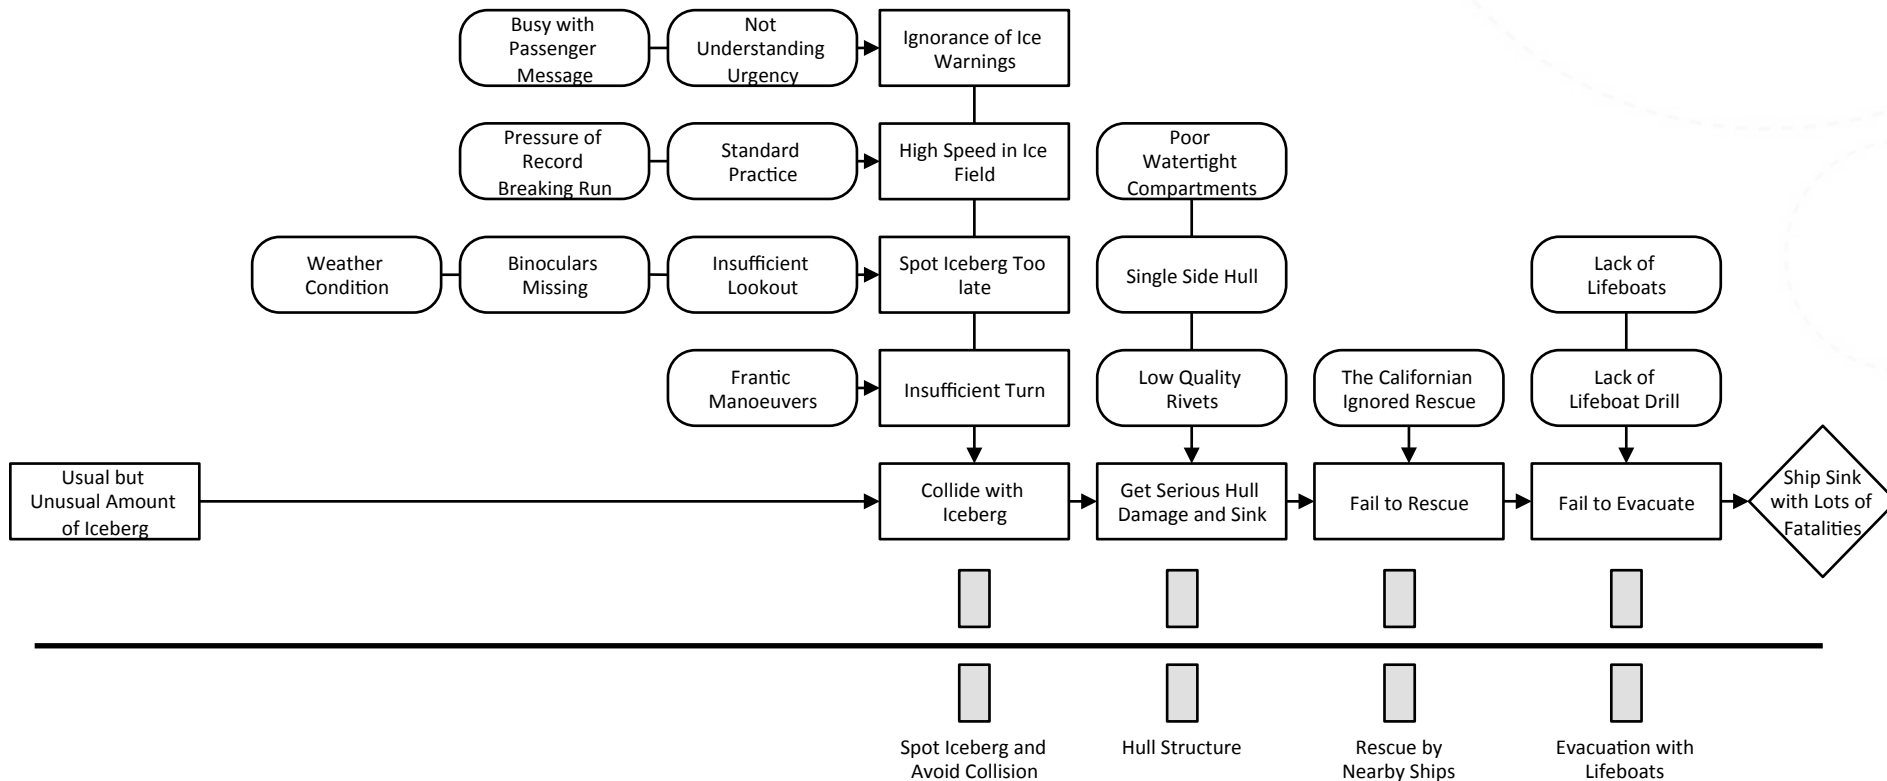 Busy with
Passenger
Message
Not
Understanding
Urgency
Ignorance of Ice
Warnings
Pressure of
Record
Breaking Run
Standard
Practice
High Speed in Ice
Field
Poor
Watertight
Compartments
Weather
Condition
Binoculars
Missing
Insufficient
Lookout
Spot Iceberg Too
late
Single Side Hull
Lack of
Lifeboats
Frantic
Manoeuvers
Insufficient Turn
Low Quality
Rivets
The Californian
Ignored Rescue
Lack of
Lifeboat Drill
Usual but
Unusual Amount
of Iceberg
Collide with
Iceberg
Get Serious Hull
Damage and Sink
Fail to Rescue
Fail to Evacuate
Ship Sink
with Lots of
Fatalities
Spot Iceberg and
Avoid Collision
Hull Structure
Rescue by
Nearby Ships
Evacuation with
Lifeboats